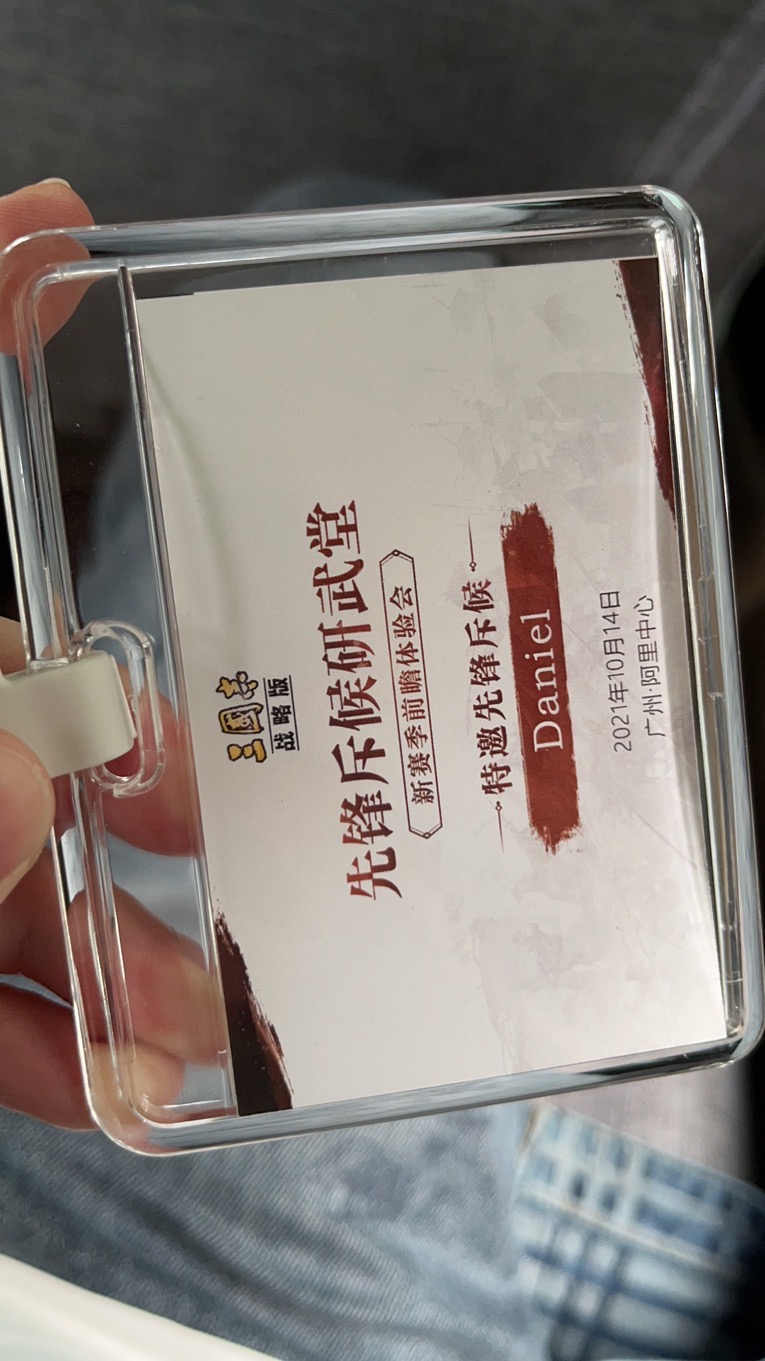 三國志
战略版
先锋斥候研武堂
新赛季前瞻体验会
特邀先锋斥候
Daniel
2021年10月14日
广州·阿里中心